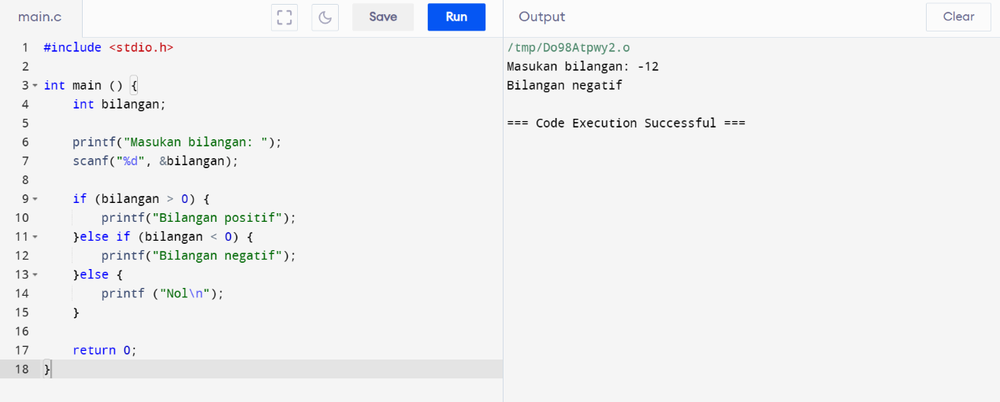 main.c
Save
Run
Output
Clear
1 #include <stdio.h>
2
3 int main () {
4     int bilangan;
5
6     printf("Masukan bilangan: ");
7     scanf("%d", &bilangan);
8
9     if (bilangan > 0) {
10         printf("Bilangan positif");
11     }else if (bilangan < 0) {
12         printf("Bilangan negatif");
13     }else {
14         printf ("Nol\n");
15     }
16
17     return 0;
18 }
/tmp/Do98Atpwy2.o
Masukan bilangan: -12
Bilangan negatif
=== Code Execution Successful ===